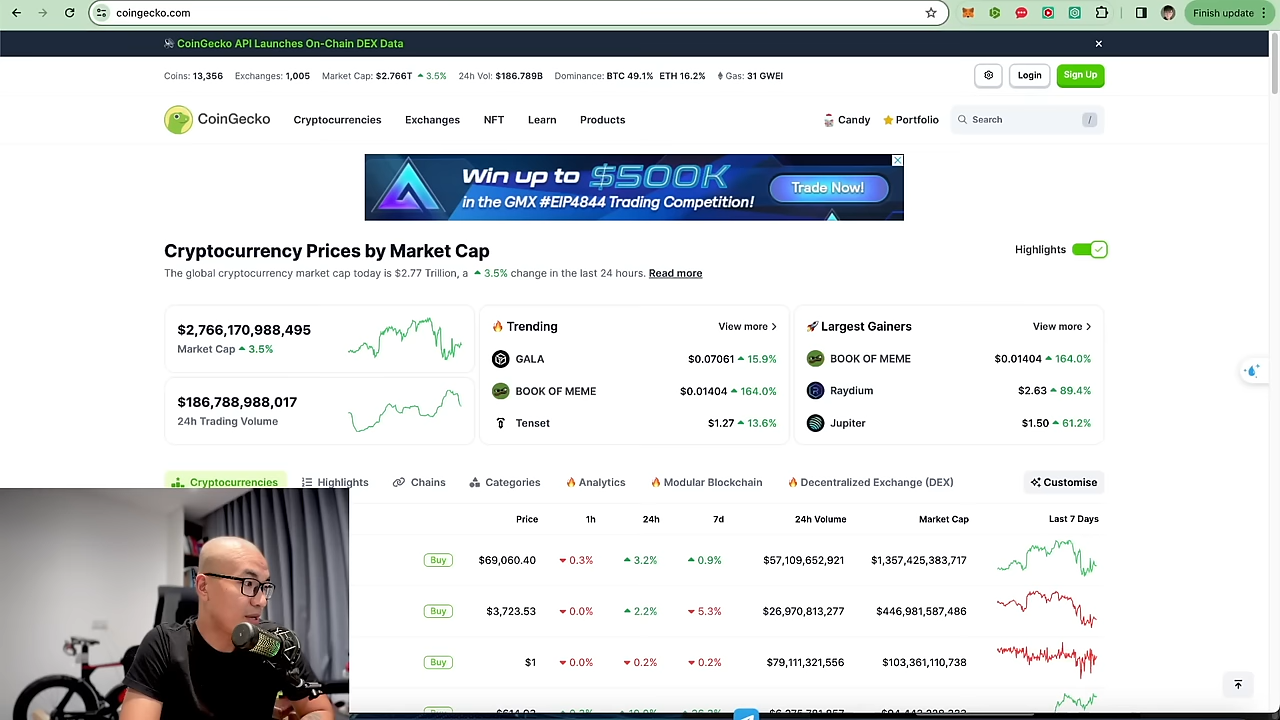 coingecko.com
Finish update
CoinGecko API Launches On-Chain DEX Data
Coins: 13,356 Exchanges: 1,005 Market Cap: $2.766T 3.5% 24h Vol: $186.789B Dominance: BTC 49.1% ETH 16.2% Gas: 31 GWEI
Login
Sign Up
CoinGecko
Cryptocurrencies Exchanges NFT Learn Products
Candy Portfolio Search /
Win up to $500K
in the GMX #EIP4844 Trading Competition!
Trade Now!
Cryptocurrency Prices by Market Cap
Highlights
The global cryptocurrency market cap today is $2.77 Trillion, a 3.5% change in the last 24 hours. Read more
$2,766,170,988,495
Market Cap 3.5%
$186,788,988,017
24h Trading Volume
Trending View more
GALA $0.07061 15.9%
BOOK OF MEME $0.01404 164.0%
Tenset $1.27 13.6%
Largest Gainers View more
BOOK OF MEME $0.01404 164.0%
Raydium $2.63 89.4%
Jupiter $1.50 61.2%
Cryptocurrencies Highlights Chains Categories Analytics Modular Blockchain Decentralized Exchange (DEX) Customise
Price 1h 24h 7d 24h Volume Market Cap Last 7 Days
Buy $69,060.40 0.3% 3.2% 0.9% $57,109,652,921 $1,357,425,383,717
Buy $3,723.53 0.0% 2.2% 5.3% $26,970,813,277 $446,981,587,486
Buy $1 0.0% 0.2% 0.2% $79,111,321,556 $103,361,110,738